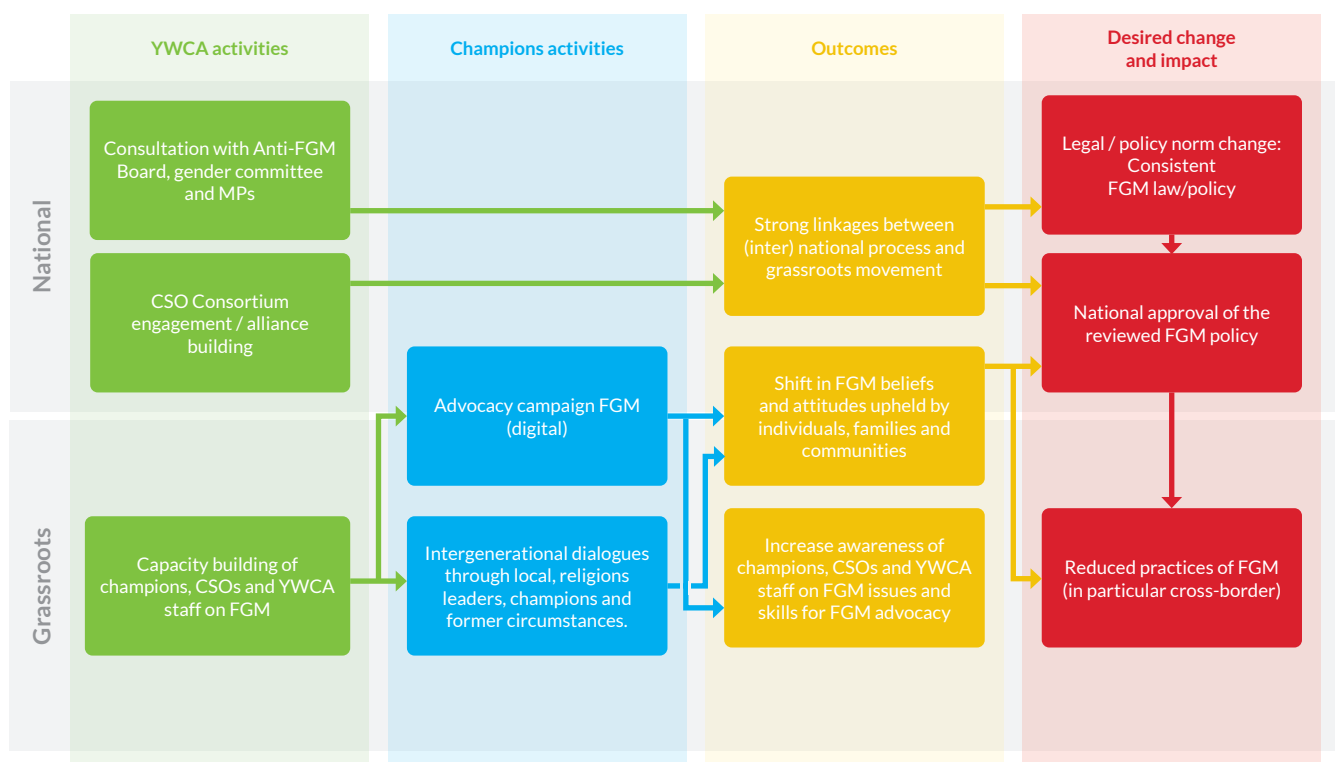 YWCA activities
Champions activities
Outcomes
Desired change
and impact
National
Consultation with Anti-FGM
Board, gender committee
and MPs
CSO Consortium
engagement / alliance
building
Strong linkages between
(inter) national process and
grassroots movement
Legal / policy norm change:
Consistent
FGM law/policy
National approval of the
reviewed FGM policy
Advocacy campaign FGM
(digital)
Shift in FGM beliefs
and attitudes upheld by
individuals, families and
communities
Grassroots
Capacity building of
champions, CSOs and YWCA
staff on FGM
Intergenerational dialogues
through local, religions
leaders, champions and
former circumstances.
Increase awareness of
champions, CSOs and YWCA
staff on FGM issues and
skills for FGM advocacy
Reduced practices of FGM
(in particular cross-border)